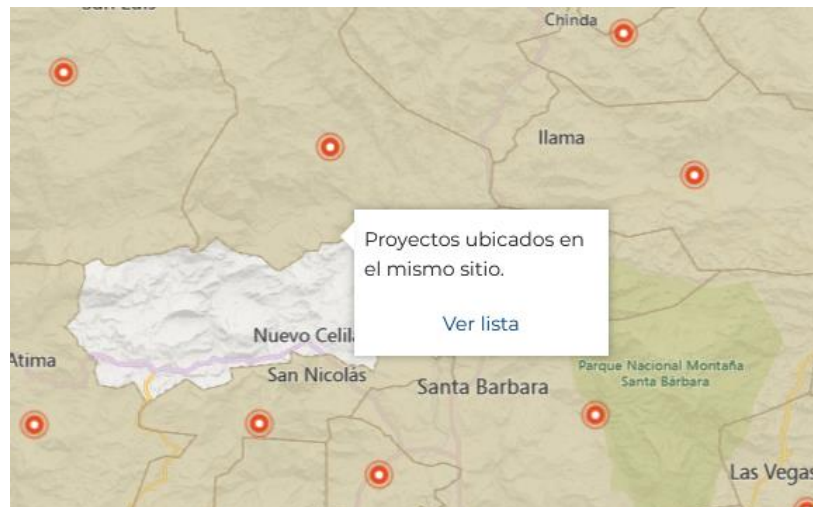 Chinda
Ilama
Proyectos ubicados en
el mismo sitio.
Ver lista
Nuevo Celil
Atima
San Nicolás
Santa Barbara
Parque Nacional Montaña
Santa Bárbara
Las Vegas